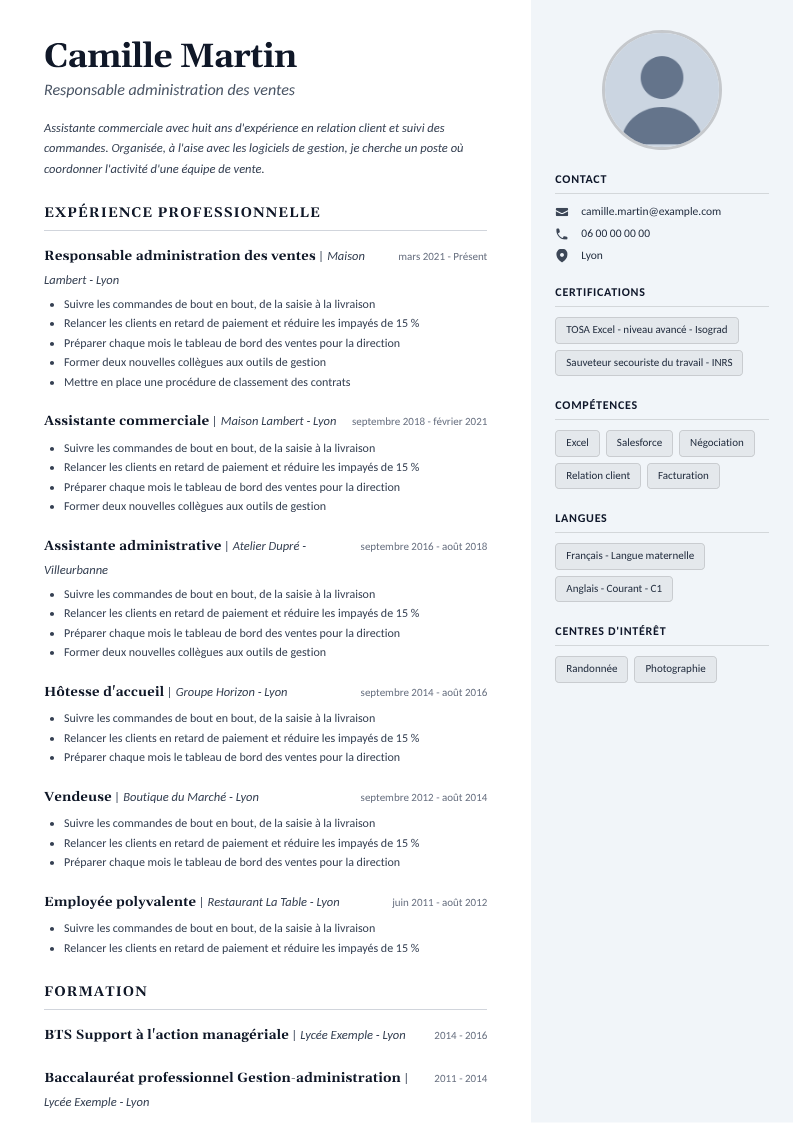 Camille Martin
Responsable administration des ventes
Assistante commerciale avec huit ans d'expérience en relation client et suivi des
commandes. Organisée, à l'aise avec les logiciels de gestion, je cherche un poste où
coordonner l'activité d'une équipe de vente.
EXPÉRIENCE PROFESSIONNELLE
Responsable administration des ventes | Maison mars 2021 - Présent
Lambert - Lyon
• Suivre les commandes de bout en bout, de la saisie à la livraison
• Relancer les clients en retard de paiement et réduire les impayés de 15 %
• Préparer chaque mois le tableau de bord des ventes pour la direction
• Former deux nouvelles collègues aux outils de gestion
• Mettre en place une procédure de classement des contrats
Assistante commerciale | Maison Lambert - Lyon septembre 2018 - février 2021
• Suivre les commandes de bout en bout, de la saisie à la livraison
• Relancer les clients en retard de paiement et réduire les impayés de 15 %
• Préparer chaque mois le tableau de bord des ventes pour la direction
• Former deux nouvelles collègues aux outils de gestion
Assistante administrative | Atelier Dupré - septembre 2016 - août 2018
Villeurbanne
• Suivre les commandes de bout en bout, de la saisie à la livraison
• Relancer les clients en retard de paiement et réduire les impayés de 15 %
• Préparer chaque mois le tableau de bord des ventes pour la direction
• Former deux nouvelles collègues aux outils de gestion
Hôtesse d'accueil | Groupe Horizon - Lyon septembre 2014 - août 2016
• Suivre les commandes de bout en bout, de la saisie à la livraison
• Relancer les clients en retard de paiement et réduire les impayés de 15 %
• Préparer chaque mois le tableau de bord des ventes pour la direction
Vendeuse | Boutique du Marché - Lyon septembre 2012 - août 2014
• Suivre les commandes de bout en bout, de la saisie à la livraison
• Relancer les clients en retard de paiement et réduire les impayés de 15 %
• Préparer chaque mois le tableau de bord des ventes pour la direction
Employée polyvalente | Restaurant La Table - Lyon juin 2011 - août 2012
• Suivre les commandes de bout en bout, de la saisie à la livraison
• Relancer les clients en retard de paiement et réduire les impayés de 15 %
FORMATION
BTS Support à l'action managériale | Lycée Exemple - Lyon 2014 - 2016
Baccalauréat professionnel Gestion-administration | 2011 - 2014
Lycée Exemple - Lyon
CONTACT
camille.martin@example.com
06 00 00 00 00
Lyon
CERTIFICATIONS
TOSA Excel - niveau avancé - Isograd
Sauveteur secouriste du travail - INRS
COMPÉTENCES
Excel Salesforce Négociation
Relation client Facturation
LANGUES
Français - Langue maternelle
Anglais - Courant - C1
CENTRES D'INTÉRÊT
Randonnée Photographie